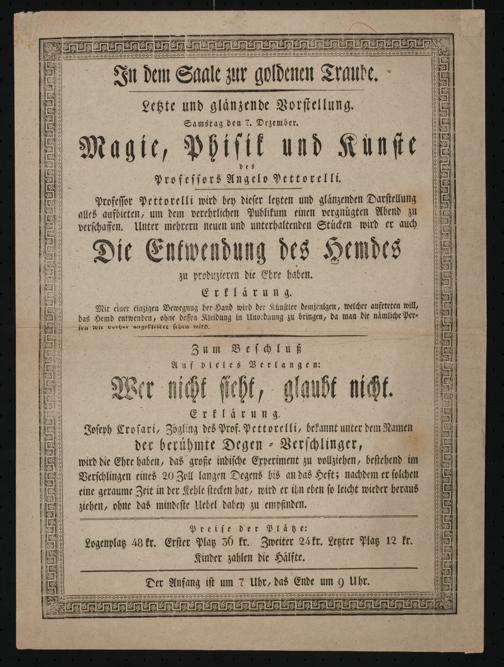 In dem Saale zur goldenen Traube.
Letzte und glänzende Vorstellung.
Samstag den 7. Dezember.
Magie, Phisik und Künste
des
Professors Angelo Pettorelli.
Professor Pettorelli wird bey dieser letzten und glänzenden Darstellung
alles aufbieten, um dem verehrlichen Publikum einen vergnügten Abend zu
verschaffen. Unter mehrern neuen und unterhaltenden Stücken wird er auch
Die Entwendung des Hemdes
zu produzieren die Ehre haben.
Erklärung.
Mit einer einzigen Bewegung der Hand wird der Künstler demjenigen, welcher auftreten will,
das Hemd entwenden, ohne dessen Kleidung in Unordnung zu bringen, da man die nämliche Per-
son wie vorher angekleidet sehen wird.
Zum Beschluß
Auf vieles Verlangen:
Wer nicht sieht, glaubt nicht.
Erklärung.
Joseph Crosari, Zögling des Prof. Pettorelli, bekannt unter dem Namen
der berühmte Degen-Verschlinger,
wird die Ehre haben, das große indische Experiment zu vollziehen, bestehend im
Verschlingen eines 20 Zoll langen Degens bis an das Heft; nachdem er solchen
eine geraume Zeit in der Kehle stecken hat, wird er ihn eben so leicht wieder heraus
ziehen, ohne das mindeste Uebel dabey zu empfinden.
Preise der Plätze:
Logenplatz 48 kr. Erster Platz 36 kr. Zweiter 24 kr. Letzter Platz 12 kr.
Kinder zahlen die Hälfte.
Der Anfang ist um 7 Uhr, das Ende um 9 Uhr.